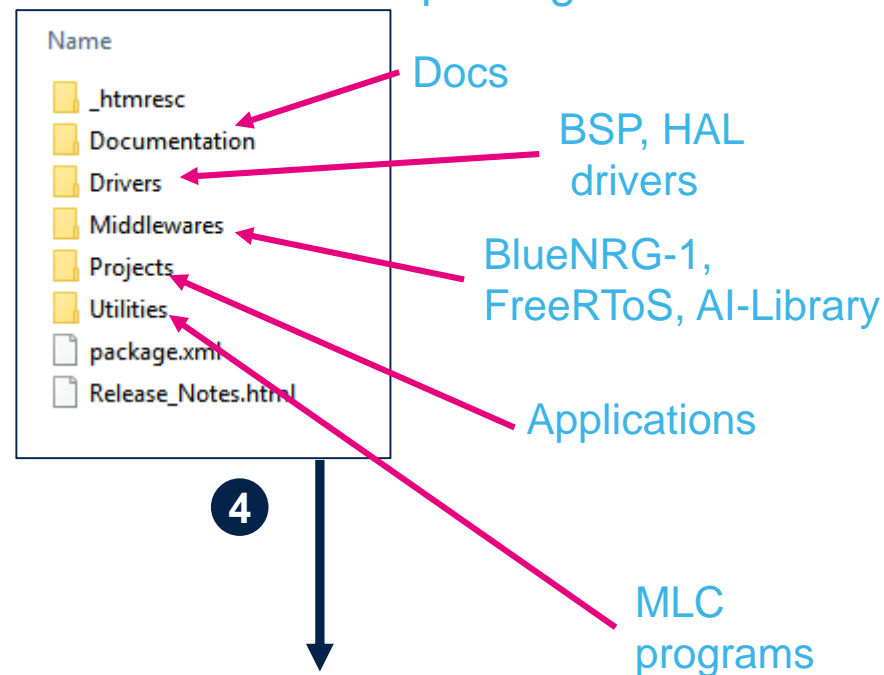 Name
_htmresc
Documentation
Drivers
Middlewares
Projects
Utilities
package.xml
Release_Notes.html
Docs
BSP, HAL
drivers
BlueNRG-1,
FreeRToS, AI-Library
Applications
4
MLC
programs